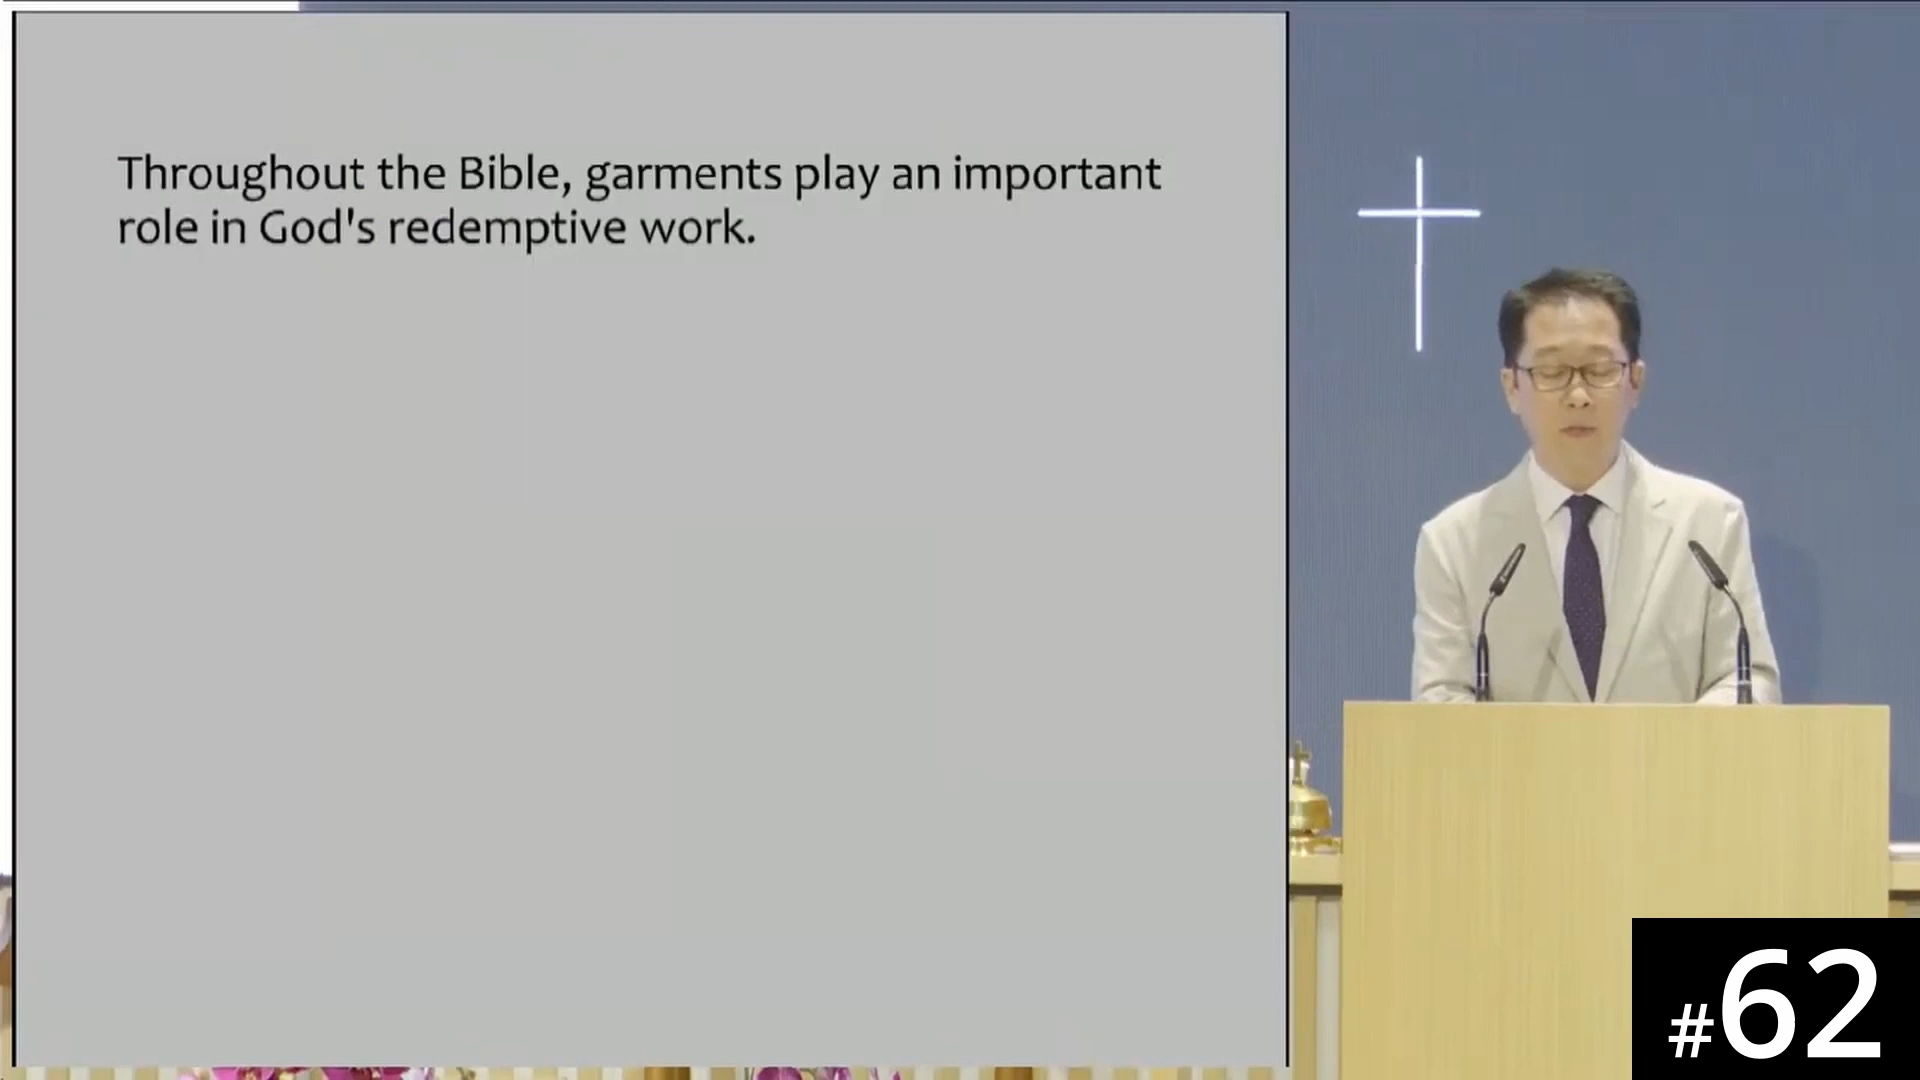 Throughout the Bible, garments play an important
role in God's redemptive work.
#62